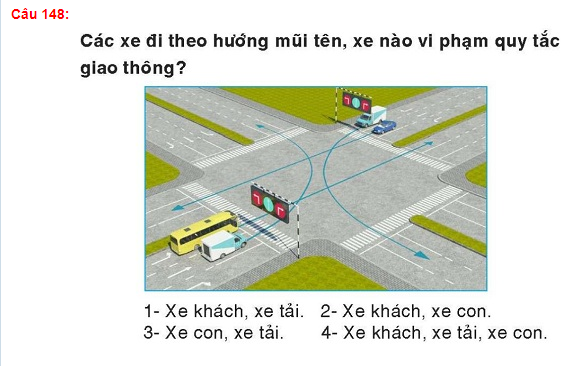 Câu 148:
Các xe đi theo hướng mũi tên, xe nào vi phạm quy tắc
giao thông?
1- Xe khách, xe tải. 2- Xe khách, xe con.
3- Xe con, xe tải. 4- Xe khách, xe tải, xe con.